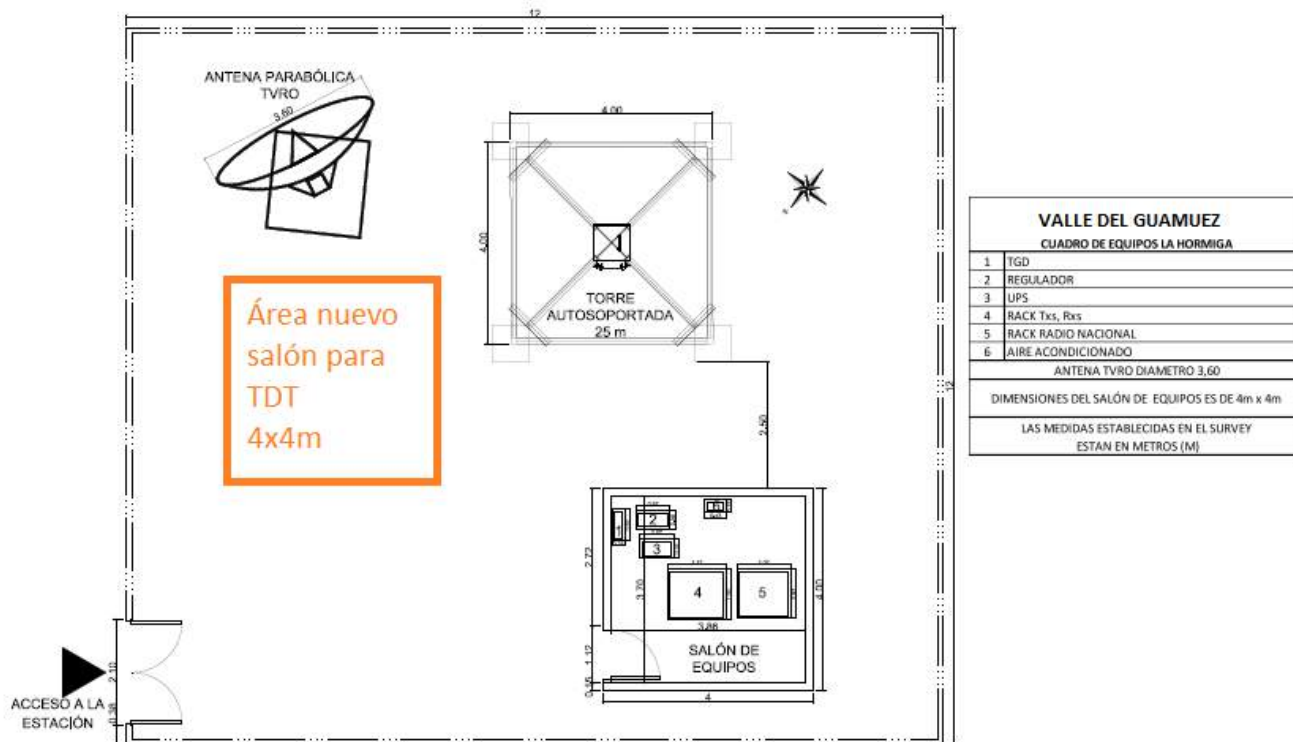 12
ANTENA PARABÓLICA
TVRO
3,60
4,00
4,00
TORRE
AUTOSOPORTADA
25 m
Área nuevo
salón para
TDT
4x4m
VALLE DEL GUAMUEZ
CUADRO DE EQUIPOS LA HORMIGA
1 TGD
2 REGULADOR
3 UPS
4 RACK Txs, Rxs
5 RACK RADIO NACIONAL
6 AIRE ACONDICIONADO
ANTENA TVRO DIAMETRO 3,60
DIMENSIONES DEL SALÓN DE EQUIPOS ES DE 4m x 4m
LAS MEDIDAS ESTABLECIDAS EN EL SURVEY
ESTAN EN METROS (M)
12
2,50
1
2
3
4
5
2,72
3,70
4,00
3,88
1,12
SALÓN DE
EQUIPOS
4
2,10
0,38
ACCESO A LA
ESTACIÓN